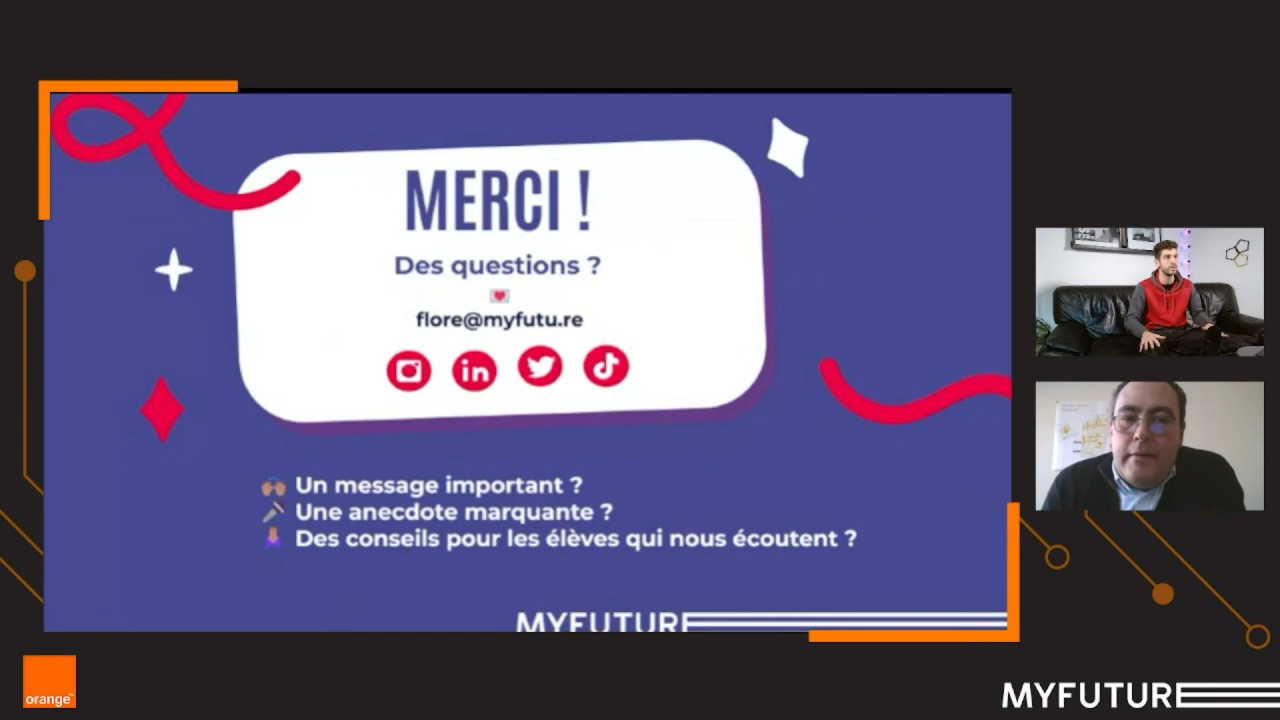 MERCI !
Des questions ?
flore@myfutu.re
Un message important ?
Une anecdote marquante ?
Des conseils pour les élèves qui nous écoutent ?
MYFUTURE
orange
MYFUTURE